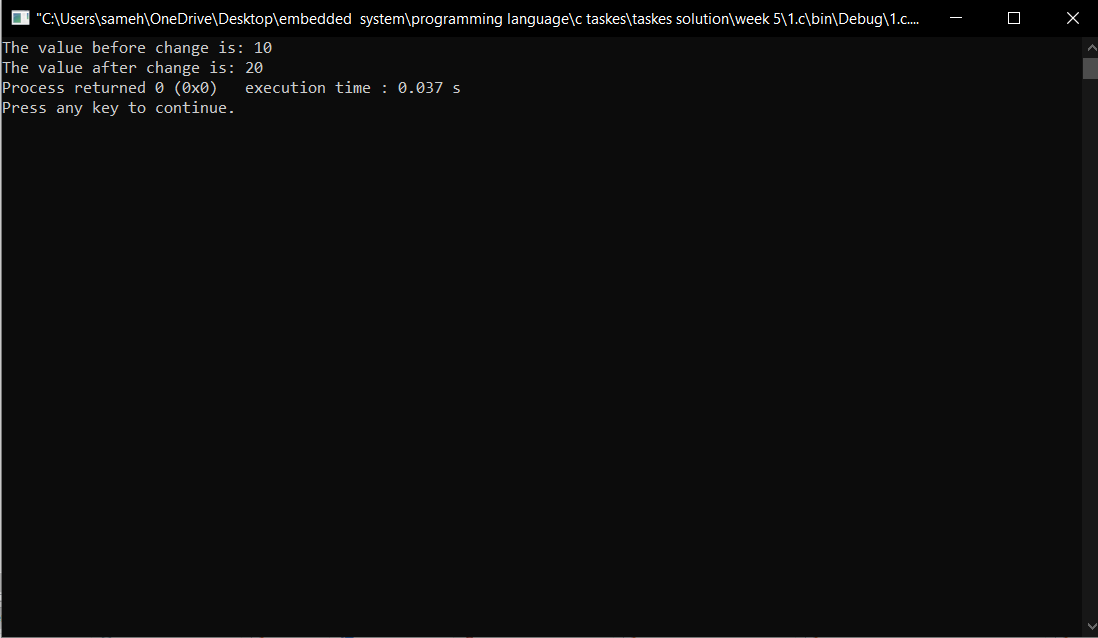 "C:\Users\sameh\OneDrive\Desktop\embedded  system\programming language\c taskes\taskes solution\week 5\1.c\bin\Debug\1.c....
The value before change is: 10
The value after change is: 20
Process returned 0 (0x0)   execution time : 0.037 s
Press any key to continue.